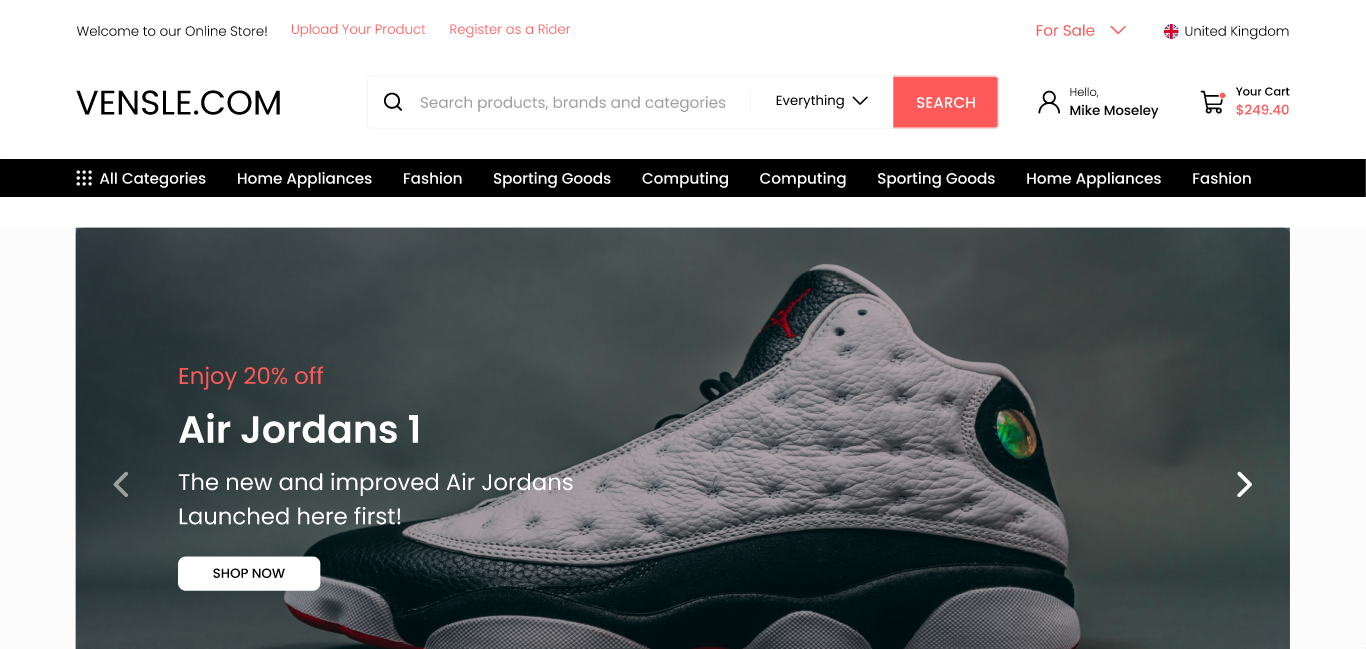 Welcome to our Online Store!
Upload Your Product
Register as a Rider
For Sale
United Kingdom
VENSLE.COM
Search products, brands and categories
Everything
SEARCH
Hello,
Mike Moseley
Your Cart
$249.40
All Categories
Home Appliances
Fashion
Sporting Goods
Computing
Computing
Sporting Goods
Home Appliances
Fashion
Enjoy 20% off
Air Jordans 1
The new and improved Air Jordans
Launched here first!
SHOP NOW